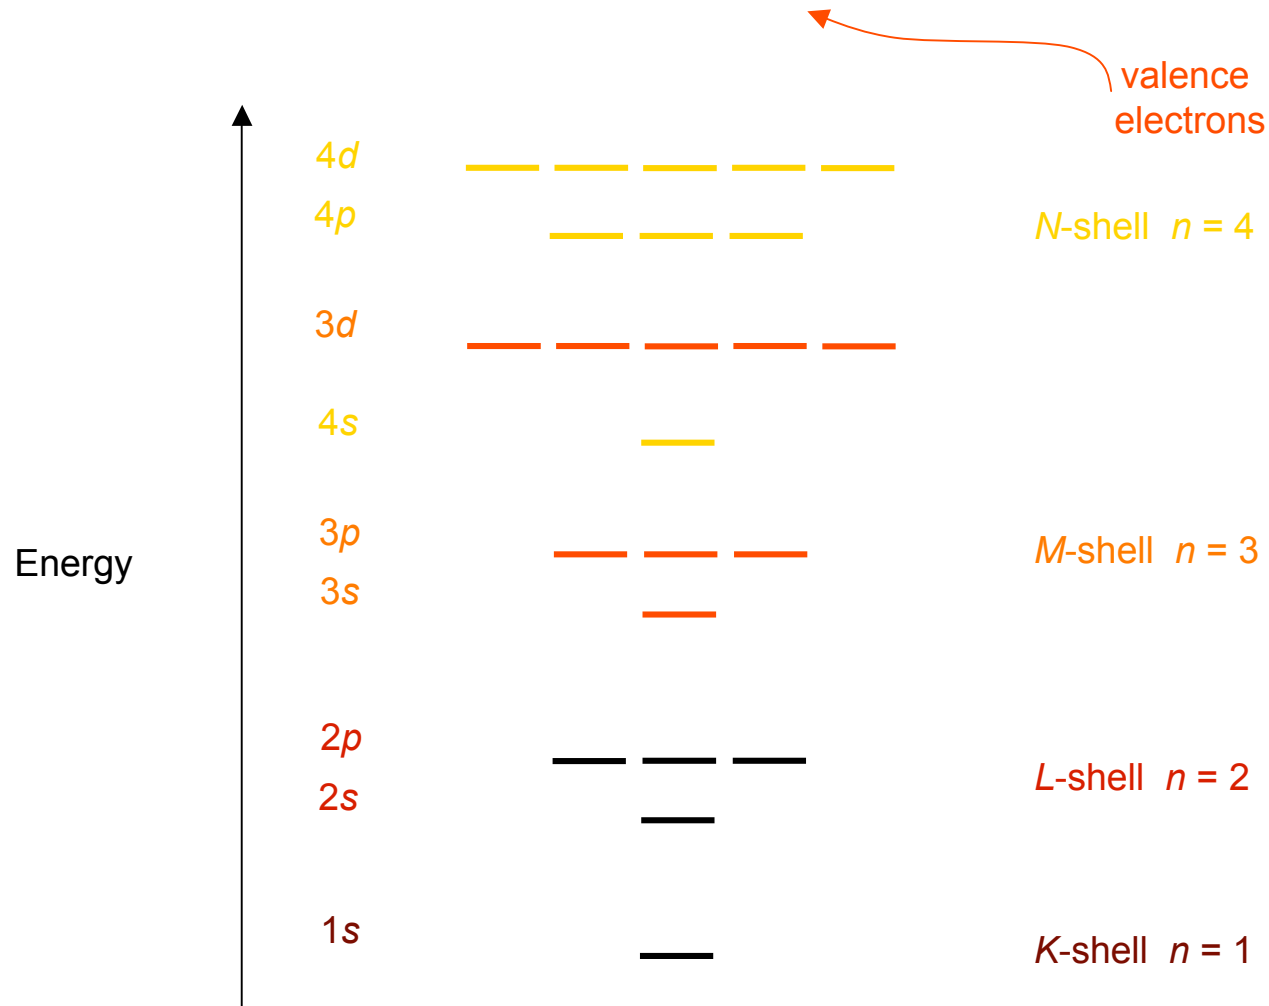 valence
electrons
4d
4p
N-shell n = 4
3d
4s
3p
M-shell n = 3
Energy
3s
2p
L-shell n = 2
2s
1s
K-shell n = 1